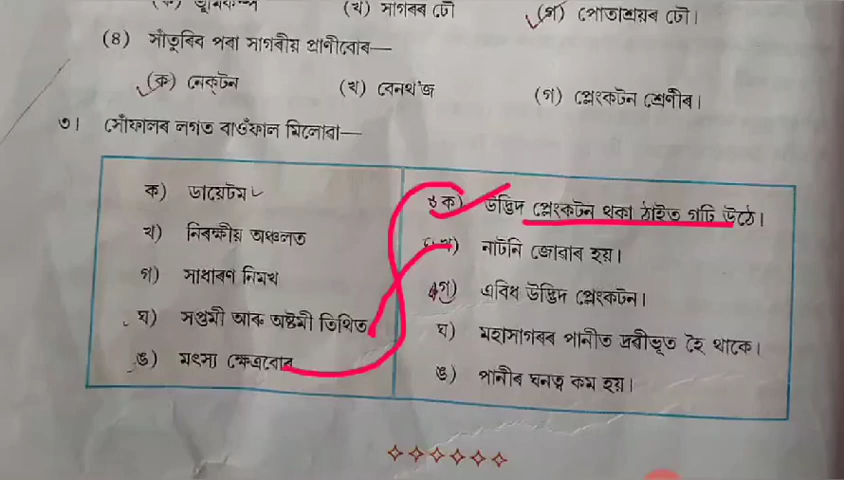 (খ) সাগৰৰ ঢৌ (গ) পোতাশ্ৰয়ৰ ঢৌ।
(৪) সাঁতুৰিব পৰা সাগৰীয় প্ৰাণীবোৰ—
(ক) নেক্টন (খ) বেনথ'জ (গ) প্লেংকটন শ্ৰেণীৰ।
৩। সোঁফালৰ লগত বাওঁফাল মিলোৱা—
ক) ডায়েটম ক) উদ্ভিদ প্লেংকটন থকা ঠাইত গঢ়ি উঠে।
খ) নিৰক্ষীয় অঞ্চলত খ) নাটনি জোৱাৰ হয়।
গ) সাধাৰণ নিমখ গ) এবিধ উদ্ভিদ প্লেংকটন।
ঘ) সপ্তমী আৰু অষ্টমী তিথিত ঘ) মহাসাগৰৰ পানীত দ্ৰৱীভূত হৈ থাকে।
ঙ) মৎস্য ক্ষেত্ৰবোৰ ঙ) পানীৰ ঘনত্ব কম হয়।